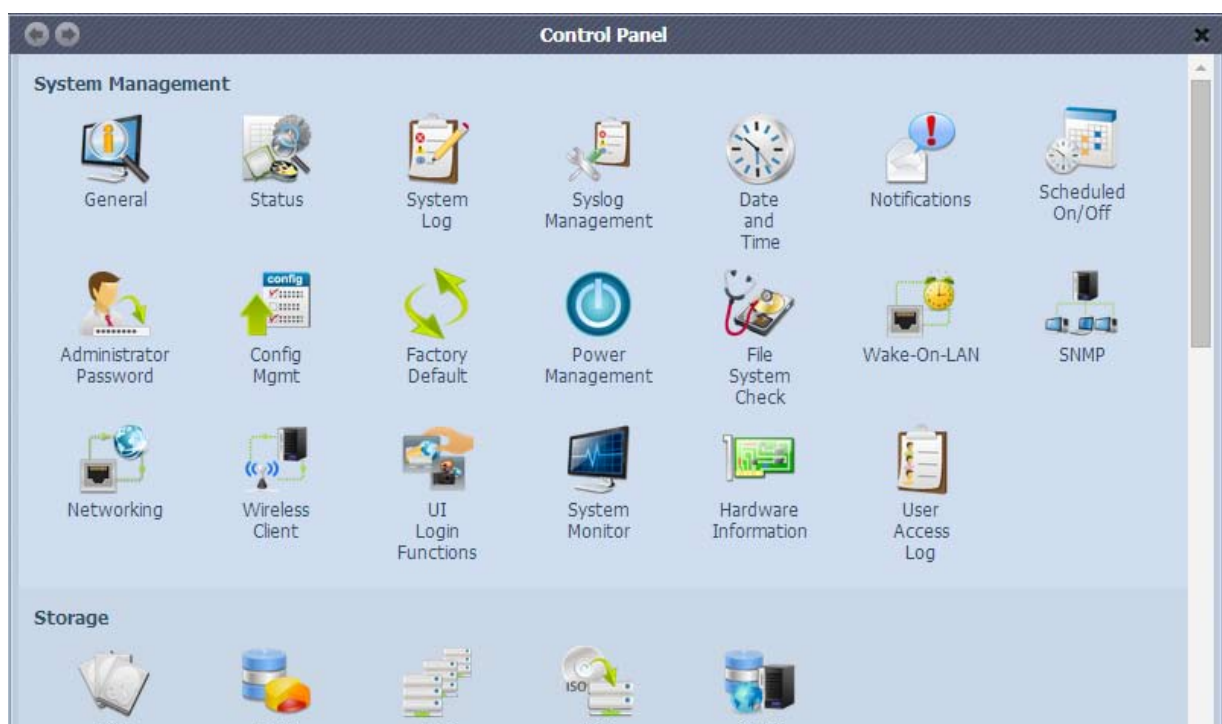 Control Panel
System Management
General
Status
System
Log
Syslog
Management
Date
and
Time
Notifications
Scheduled
On/Off
Administrator
Password
config
Config
Mgmt
Factory
Default
Power
Management
File
System
Check
Wake-On-LAN
SNMP
Networking
Wireless
Client
UI
Login
Functions
System
Monitor
Hardware
Information
User
Access
Log
Storage
ISO